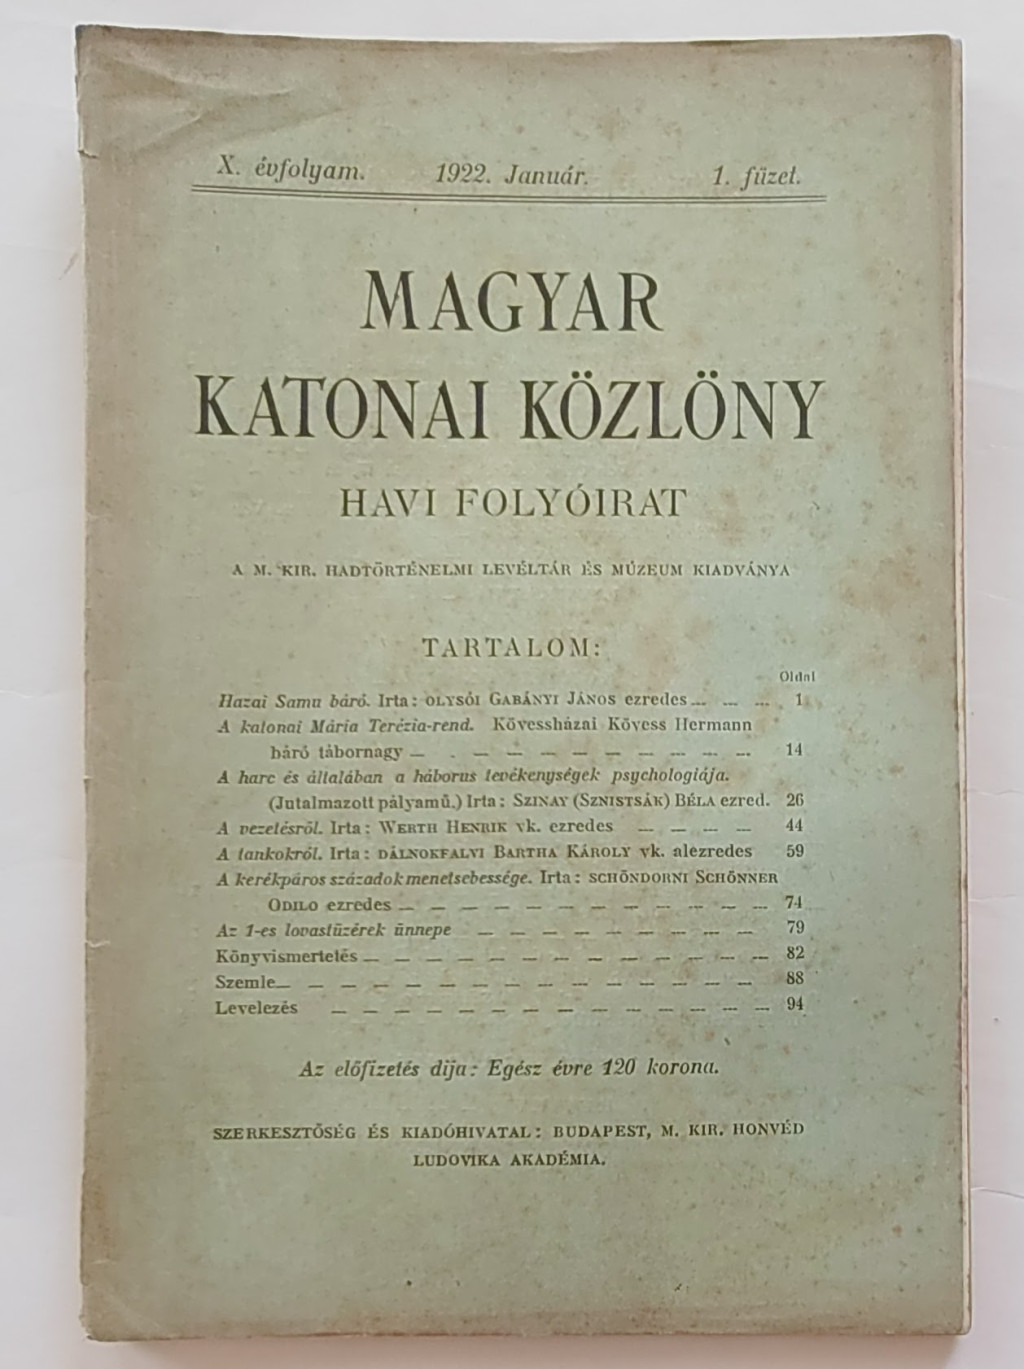 X. évfolyam. 1922. Január. 1. füzet.
MAGYAR
KATONAI KÖZLÖNY
HAVI FOLYÓIRAT
A M. KIR. HADTÖRTÉNELMI LEVÉLTÁR ÉS MÚZEUM KIADVÁNYA
TARTALOM:
Oldal
Hazai Samu báró. Irta: OLYSÓI GABÁNYI JÁNOS ezredes 1
A katonai Mária Terézia-rend. Kövessházai Kövess Hermann
báró tábornagy 14
A harc és általában a háborus tevékenységek psychologiája.
(Jutalmazott pályamű.) Irta: SZINAY (SZNISTSÁK) BÉLA ezred. 26
A vezetésről. Irta: WERTH HENRIK vk. ezredes 44
A tankokról. Irta: DÁLNOKFALVI BARTHA KÁROLY vk. alezredes 59
A kerékpáros századok menetsebessége. Irta: SCHÖNDORNI SCHÖNNER
ODILO ezredes 74
Az 1-es lovastüzérek ünnepe 79
Könyvismertetés 82
Szemle 88
Levelezés 94
Az előfizetés dija: Egész évre 120 korona.
SZERKESZTŐSÉG ÉS KIADÓHIVATAL: BUDAPEST, M. KIR. HONVÉD
LUDOVIKA AKADÉMIA.